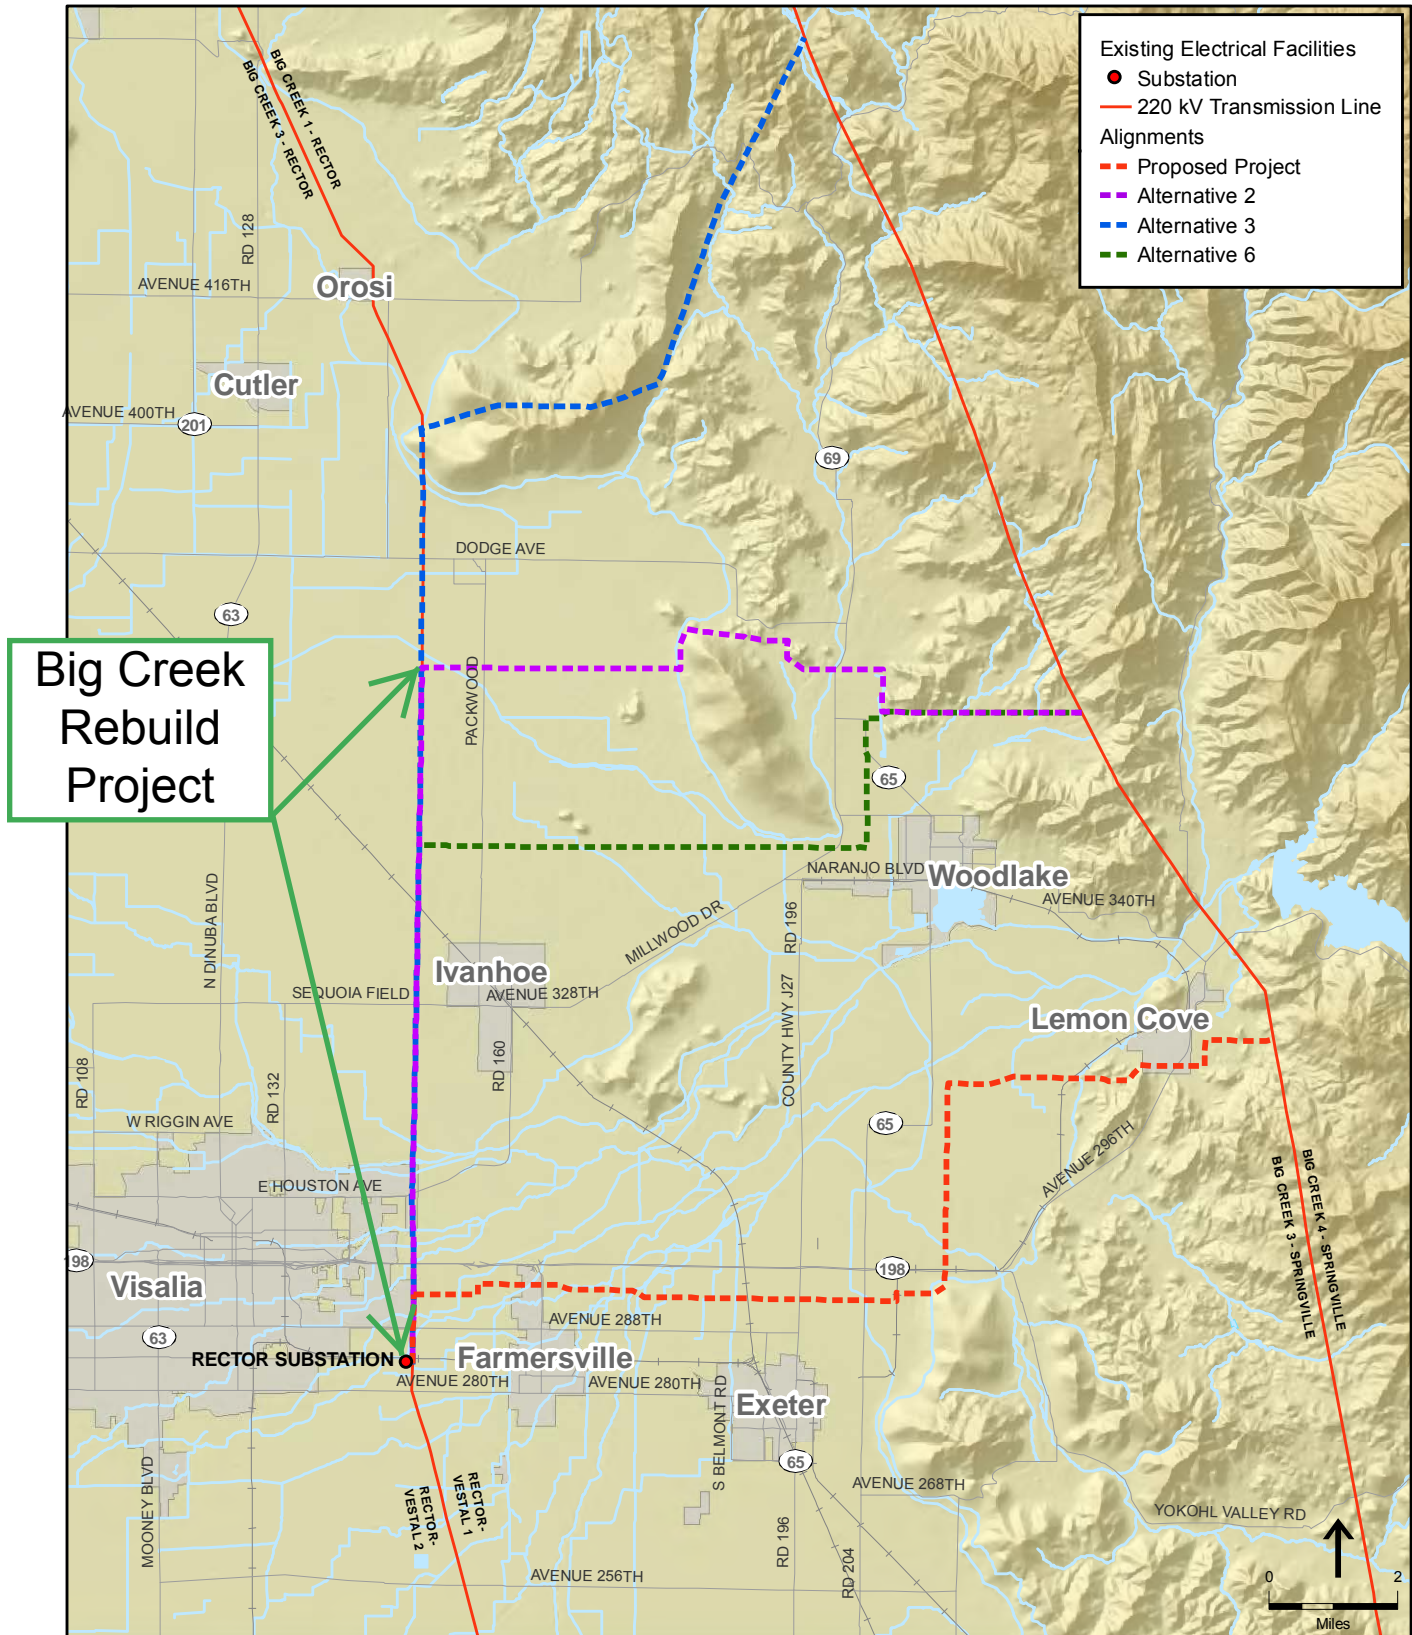 Existing Electrical Facilities
Substation
220 kV Transmission Line
Alignments
Proposed Project
Alternative 2
Alternative 3
Alternative 6
BIG CREEK 1 - RECTOR
BIG CREEK 3 - RECTOR
RD 128
AVENUE 416TH
Orosi
Cutler
AVENUE 400TH
201
69
DODGE AVE
63
Big Creek
Rebuild
Project
PACKWOOD
65
N DINUBA BLVD
NARANJO BLVD
Woodlake
AVENUE 340TH
MILLWOOD DR
RD 196
COUNTY HWY J27
Ivanhoe
SEQUOIA FIELD
AVENUE 328TH
Lemon Cove
RD 108
RD 132
RD 160
W RIGGIN AVE
65
AVENUE 296TH
E HOUSTON AVE
BIG CREEK 4 - SPRINGVILLE
BIG CREEK 3 - SPRINGVILLE
198
198
Visalia
AVENUE 288TH
63
RECTOR SUBSTATION
Farmersville
AVENUE 280TH
AVENUE 280TH
S BELMONT RD
Exeter
65
MOONEY BLVD
RECTOR-
VESTAL 1
RECTOR-
VESTAL 2
AVENUE 268TH
YOKOHL VALLEY RD
RD 196
RD 204
AVENUE 256TH
0 2
Miles